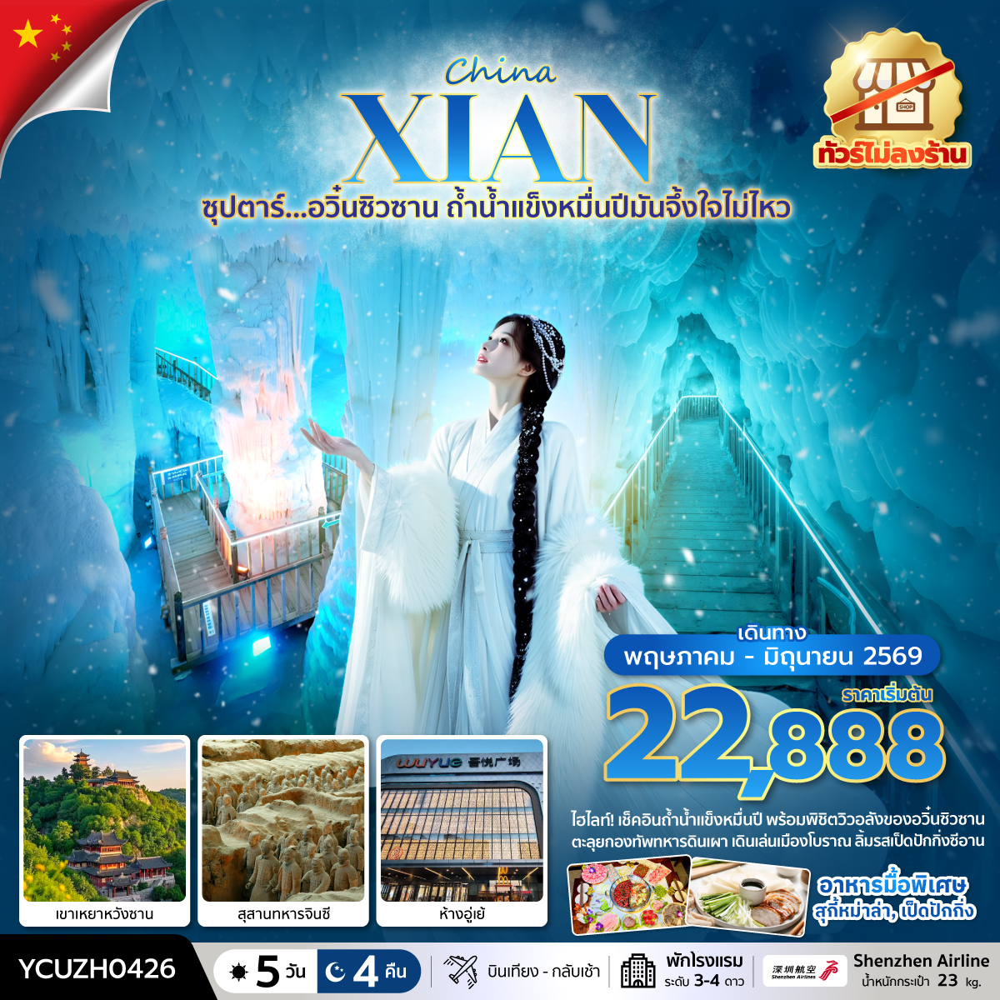 China
XIAN
ซุปตาร์...อวิ๋นซิวซาน ถ้ำน้ำแข็งหมื่นปีมันจึ้งใจไม่ไหว
SHOP
ทัวร์ไม่ลงร้าน
เดินทาง
พฤษภาคม - มิถุนายน 2569
ราคาเริ่มต้น
22,888
ไฮไลท์! เช็คอินถ้ำน้ำแข็งหมื่นปี พร้อมพิชิตวิวอลังของอวิ๋นซิวซาน
ตะลุยกองทัพทหารดินเผา เดินเล่นเมืองโบราณ ลิ้มรสเป็ดปักกิ่งซีอาน
อาหารมื้อพิเศษ
สุกี้หม่าล่า, เป็ดปักกิ่ง
WUYUE 吾悦广场
เขาเหยาหวังซาน
สุสานทหารจินซี
ห้างอู่เย้
YCUZH0426
5 วัน 4 คืน
บินเที่ยง - กลับเช้า
พักโรงแรม
ระดับ 3-4 ดาว
深圳航空
Shenzhen Airlines
Shenzhen Airline
น้ำหนักกระเป๋า 23 kg.